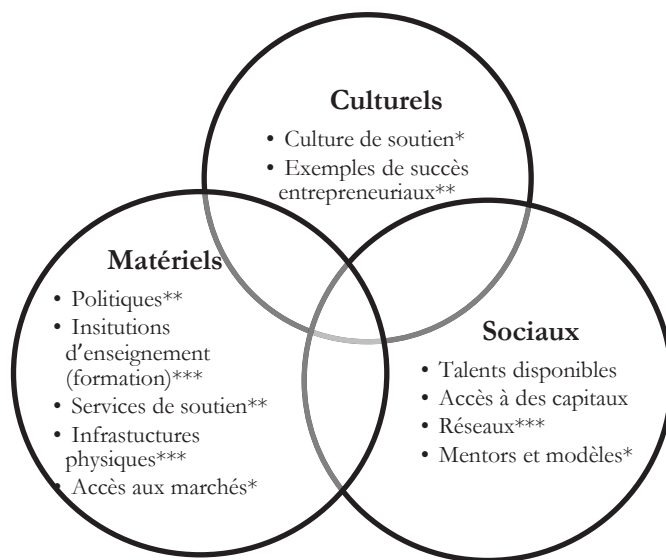 Culturels
• Culture de soutien*
• Exemples de succès
entrepreneuriaux**
Matériels
• Politiques**
• Insitutions
d'enseignement
(formation)***
• Services de soutien**
• Infrastuctures
physiques***
• Accès aux marchés*
Sociaux
• Talents disponibles
• Accès à des capitaux
• Réseaux***
• Mentors et modèles*